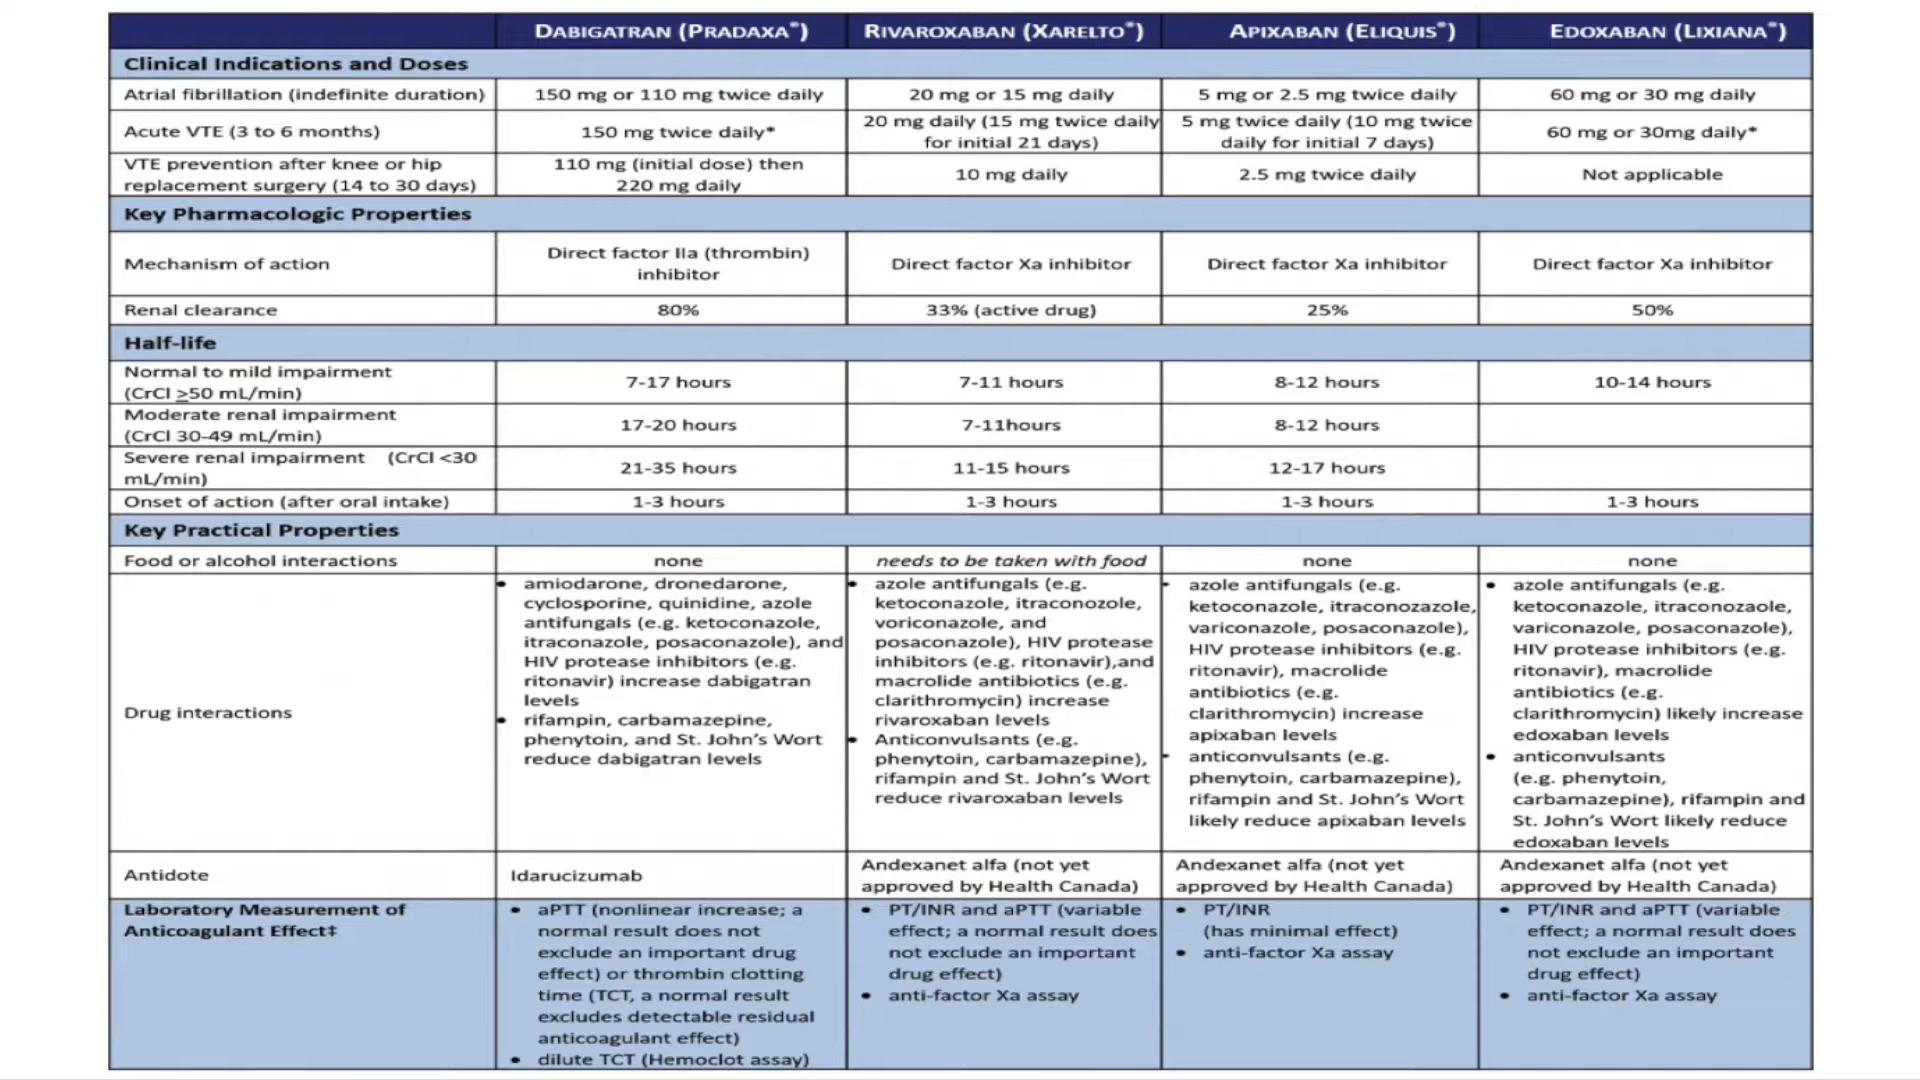 DABIGATRAN (PRADAXA®) RIVAROXABAN (XARELTO®) APIXABAN (ELIQUIS®) EDOXABAN (LIXIANA®)
Clinical Indications and Doses
Atrial fibrillation (indefinite duration) 150 mg or 110 mg twice daily 20 mg or 15 mg daily 5 mg or 2.5 mg twice daily 60 mg or 30 mg daily
Acute VTE (3 to 6 months) 150 mg twice daily*
20 mg daily (15 mg twice daily
for initial 21 days)
5 mg twice daily (10 mg twice
daily for initial 7 days)
60 mg or 30mg daily*
VTE prevention after knee or hip
replacement surgery (14 to 30 days)
110 mg (initial dose) then
220 mg daily
10 mg daily
2.5 mg twice daily
Not applicable
Key Pharmacologic Properties
Mechanism of action
Direct factor IIa (thrombin)
inhibitor
Direct factor Xa inhibitor
Direct factor Xa inhibitor
Direct factor Xa inhibitor
Renal clearance 80% 33% (active drug) 25% 50%
Half-life
Normal to mild impairment
(CrCl ≥50 mL/min)
7-17 hours 7-11 hours 8-12 hours 10-14 hours
Moderate renal impairment
(CrCl 30-49 mL/min)
17-20 hours 7-11hours 8-12 hours
Severe renal impairment (CrCl <30
mL/min)
21-35 hours 11-15 hours 12-17 hours
Onset of action (after oral intake) 1-3 hours 1-3 hours 1-3 hours 1-3 hours
Key Practical Properties
Food or alcohol interactions none needs to be taken with food none none
Drug interactions
• amiodarone, dronedarone,
cyclosporine, quinidine, azole
antifungals (e.g. ketoconazole,
itraconazole, posaconazole), and
HIV protease inhibitors (e.g.
ritonavir) increase dabigatran
levels
• rifampin, carbamazepine,
phenytoin, and St. John's Wort
reduce dabigatran levels
• azole antifungals (e.g.
ketoconazole, itraconozole,
voriconazole, and
posaconazole), HIV protease
inhibitors (e.g. ritonavir),and
macrolide antibiotics (e.g.
clarithromycin) increase
rivaroxaban levels
• Anticonvulsants (e.g.
phenytoin, carbamazepine),
rifampin and St. John's Wort
reduce rivaroxaban levels
• azole antifungals (e.g.
ketoconazole, itraconozazole,
variconazole, posaconazole),
HIV protease inhibitors (e.g.
ritonavir), macrolide
antibiotics (e.g.
clarithromycin) increase
apixaban levels
• anticonvulsants (e.g.
phenytoin, carbamazepine),
rifampin and St. John's Wort
likely reduce apixaban levels
• azole antifungals (e.g.
ketoconazole, itraconozaole,
variconazole, posaconazole),
HIV protease inhibitors (e.g.
ritonavir), macrolide
antibiotics (e.g.
clarithromycin) likely increase
edoxaban levels
• anticonvulsants
(e.g. phenytoin,
carbamazepine), rifampin and
St. John's Wort likely reduce
edoxaban levels
Antidote
Idarucizumab
Andexanet alfa (not yet
approved by Health Canada)
Andexanet alfa (not yet
approved by Health Canada)
Andexanet alfa (not yet
approved by Health Canada)
Laboratory Measurement of
Anticoagulant Effect‡
• aPTT (nonlinear increase; a
normal result does not
exclude an important drug
effect) or thrombin clotting
time (TCT, a normal result
excludes detectable residual
anticoagulant effect)
• dilute TCT (Hemoclot assay)
• PT/INR and aPTT (variable
effect; a normal result does
not exclude an important
drug effect)
• anti-factor Xa assay
• PT/INR
(has minimal effect)
• anti-factor Xa assay
• PT/INR and aPTT (variable
effect; a normal result does
not exclude an important
drug effect)
• anti-factor Xa assay